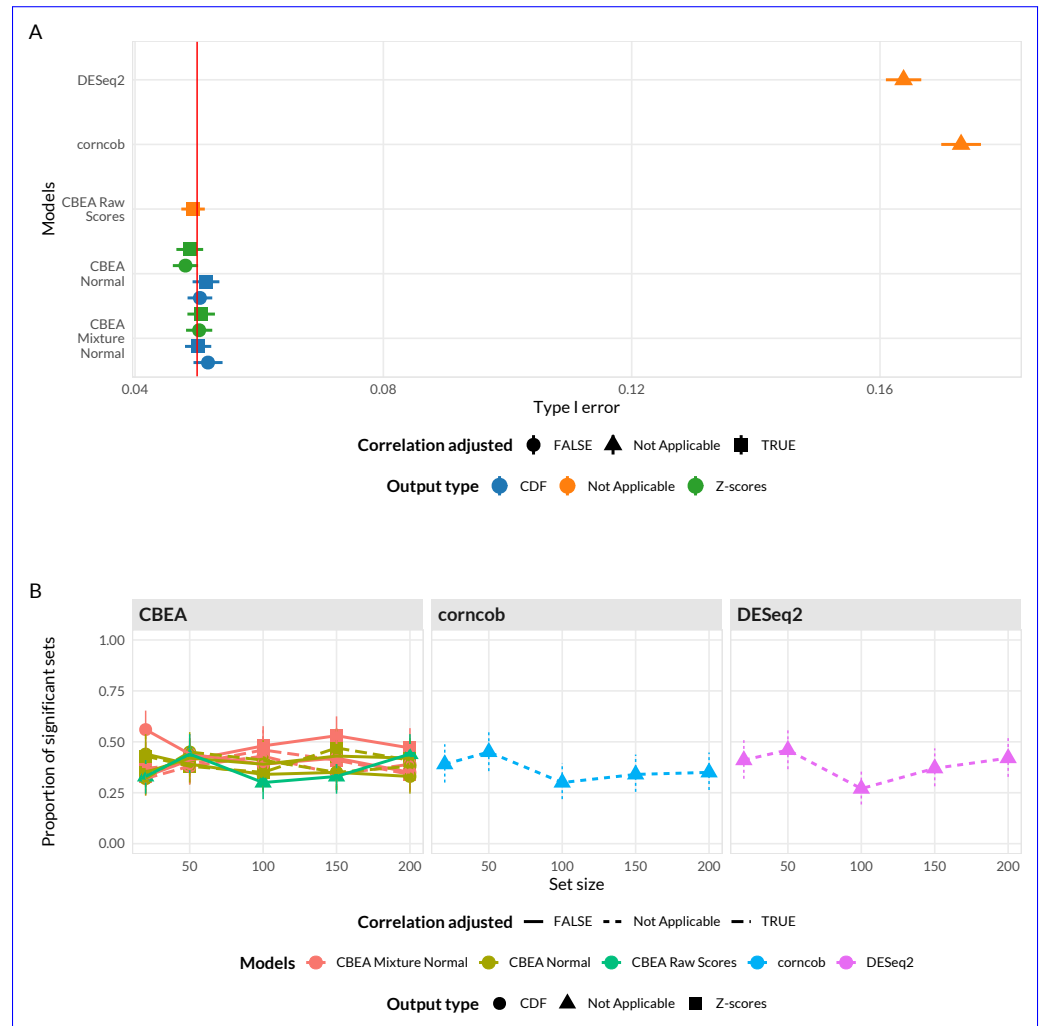 A
DESeq2
corncob
CBEA Raw
Scores
CBEA
Normal
CBEA
Mixture
Normal
Models
0.04 0.08 0.12 0.16
Type I error
Correlation adjusted FALSE Not Applicable TRUE
Output type CDF Not Applicable Z-scores
B
CBEA corncob DESeq2
Proportion of significant sets
1.00
0.75
0.50
0.25
0.00
50 100 150 200 50 100 150 200 50 100 150 200
Set size
Correlation adjusted FALSE Not Applicable TRUE
Models CBEA Mixture Normal CBEA Normal CBEA Raw Scores corncob DESeq2
Output type CDF Not Applicable Z-scores